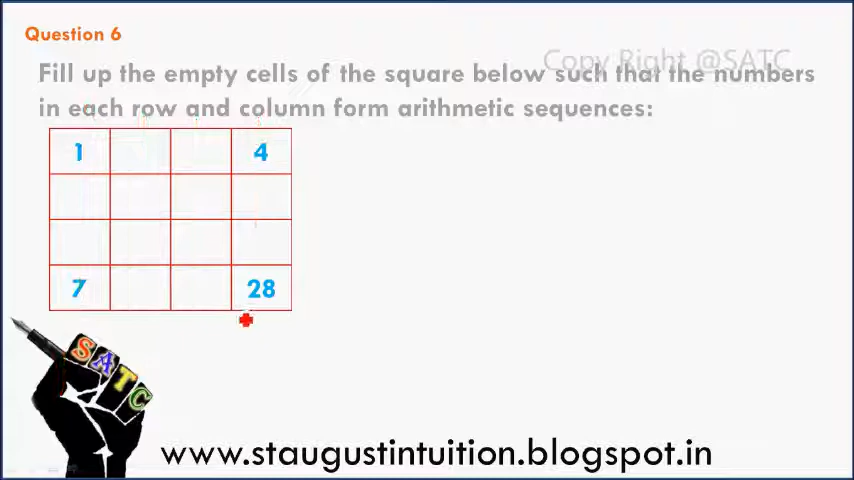 Question 6
Copy Right @SATC
Fill up the empty cells of the square below such that the numbers
in each row and column form arithmetic sequences:
1 4
7 28
SATC
www.staugustintuition.blogspot.in